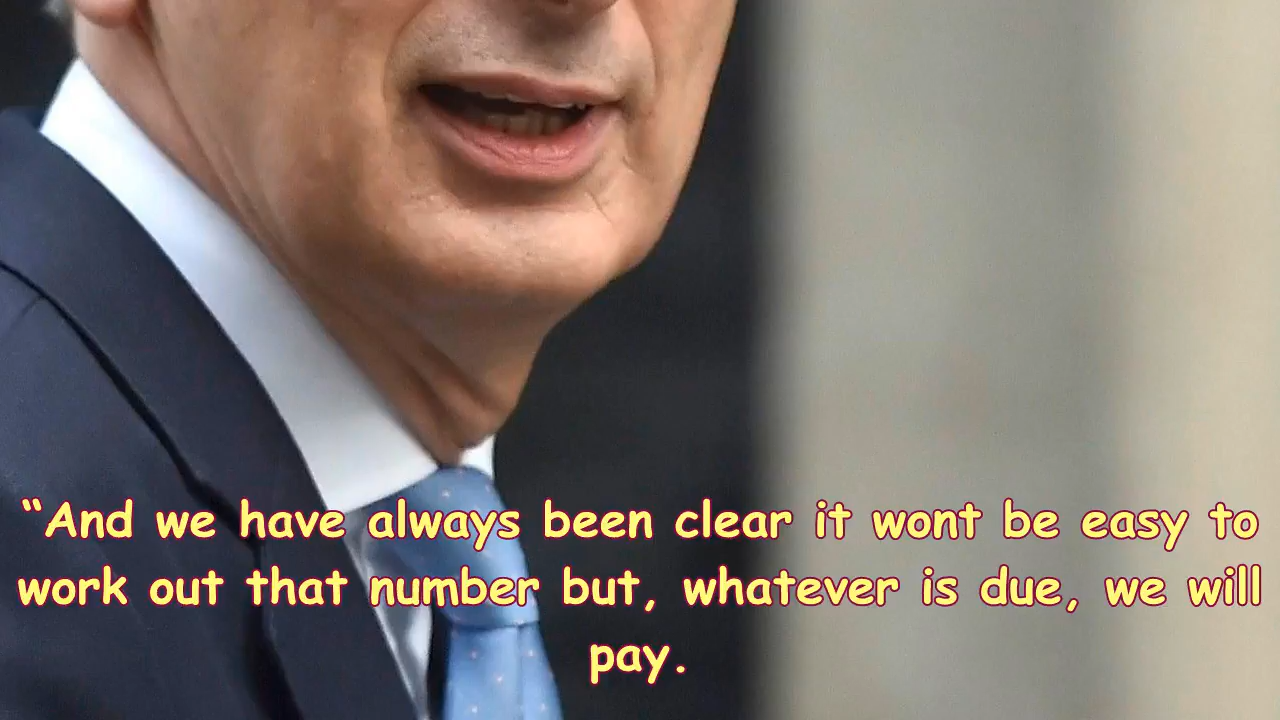 “And we have always been clear it wont be easy to
work out that number but, whatever is due, we will
pay.